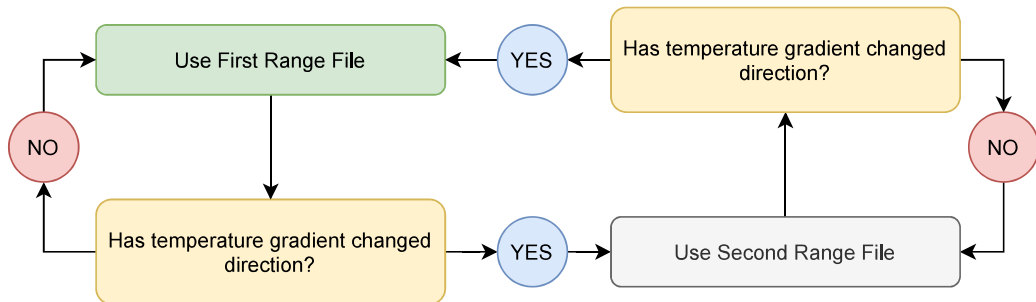 Use First Range File
YES
Has temperature gradient changed
direction?
NO
NO
Has temperature gradient changed
direction?
YES
Use Second Range File